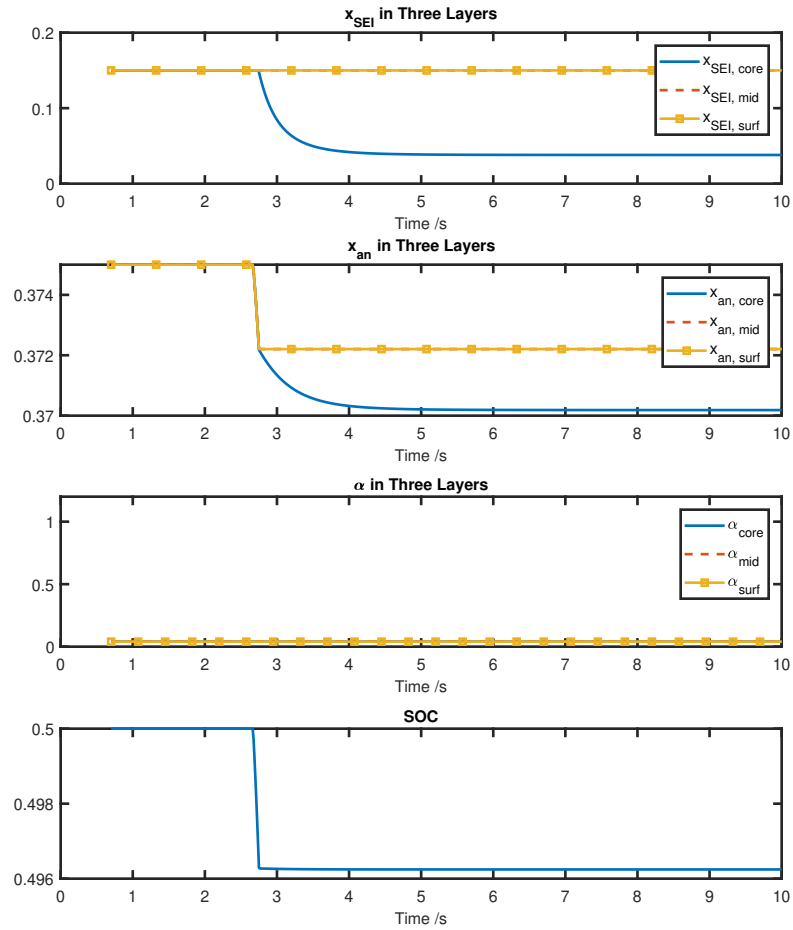 x_SEI in Three Layers
0.2
0.1
0
x_SEI, core
x_SEI, mid
x_SEI, surf
0 1 2 3 4 5 6 7 8 9 10
Time /s
x_an in Three Layers
0.374
0.372
0.37
x_an, core
x_an, mid
x_an, surf
0 1 2 3 4 5 6 7 8 9 10
Time /s
α in Three Layers
1
0.5
0
α_core
α_mid
α_surf
0 1 2 3 4 5 6 7 8 9 10
Time /s
SOC
0.5
0.498
0.496
0 1 2 3 4 5 6 7 8 9 10
Time /s